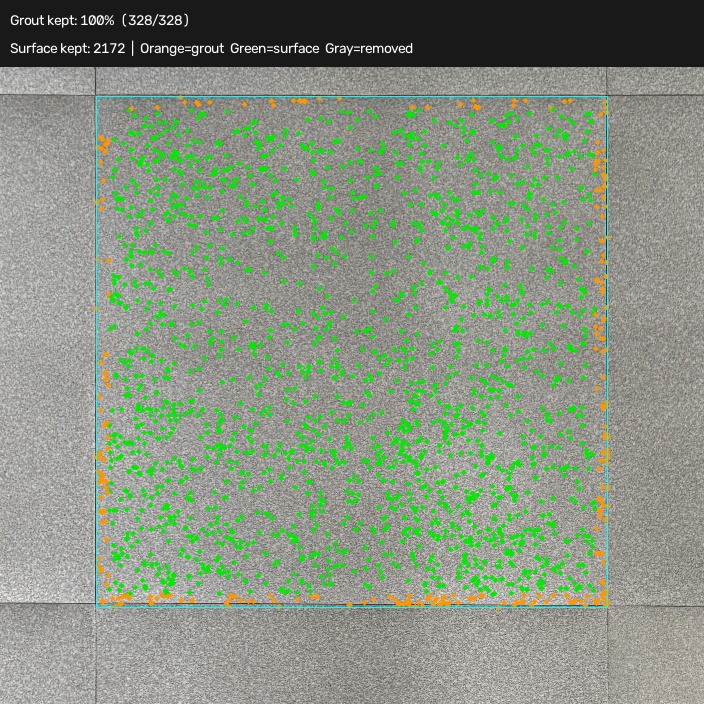 Grout kept: 100% (328/328)
Surface kept: 2172 | Orange=grout Green=surface Gray=removed